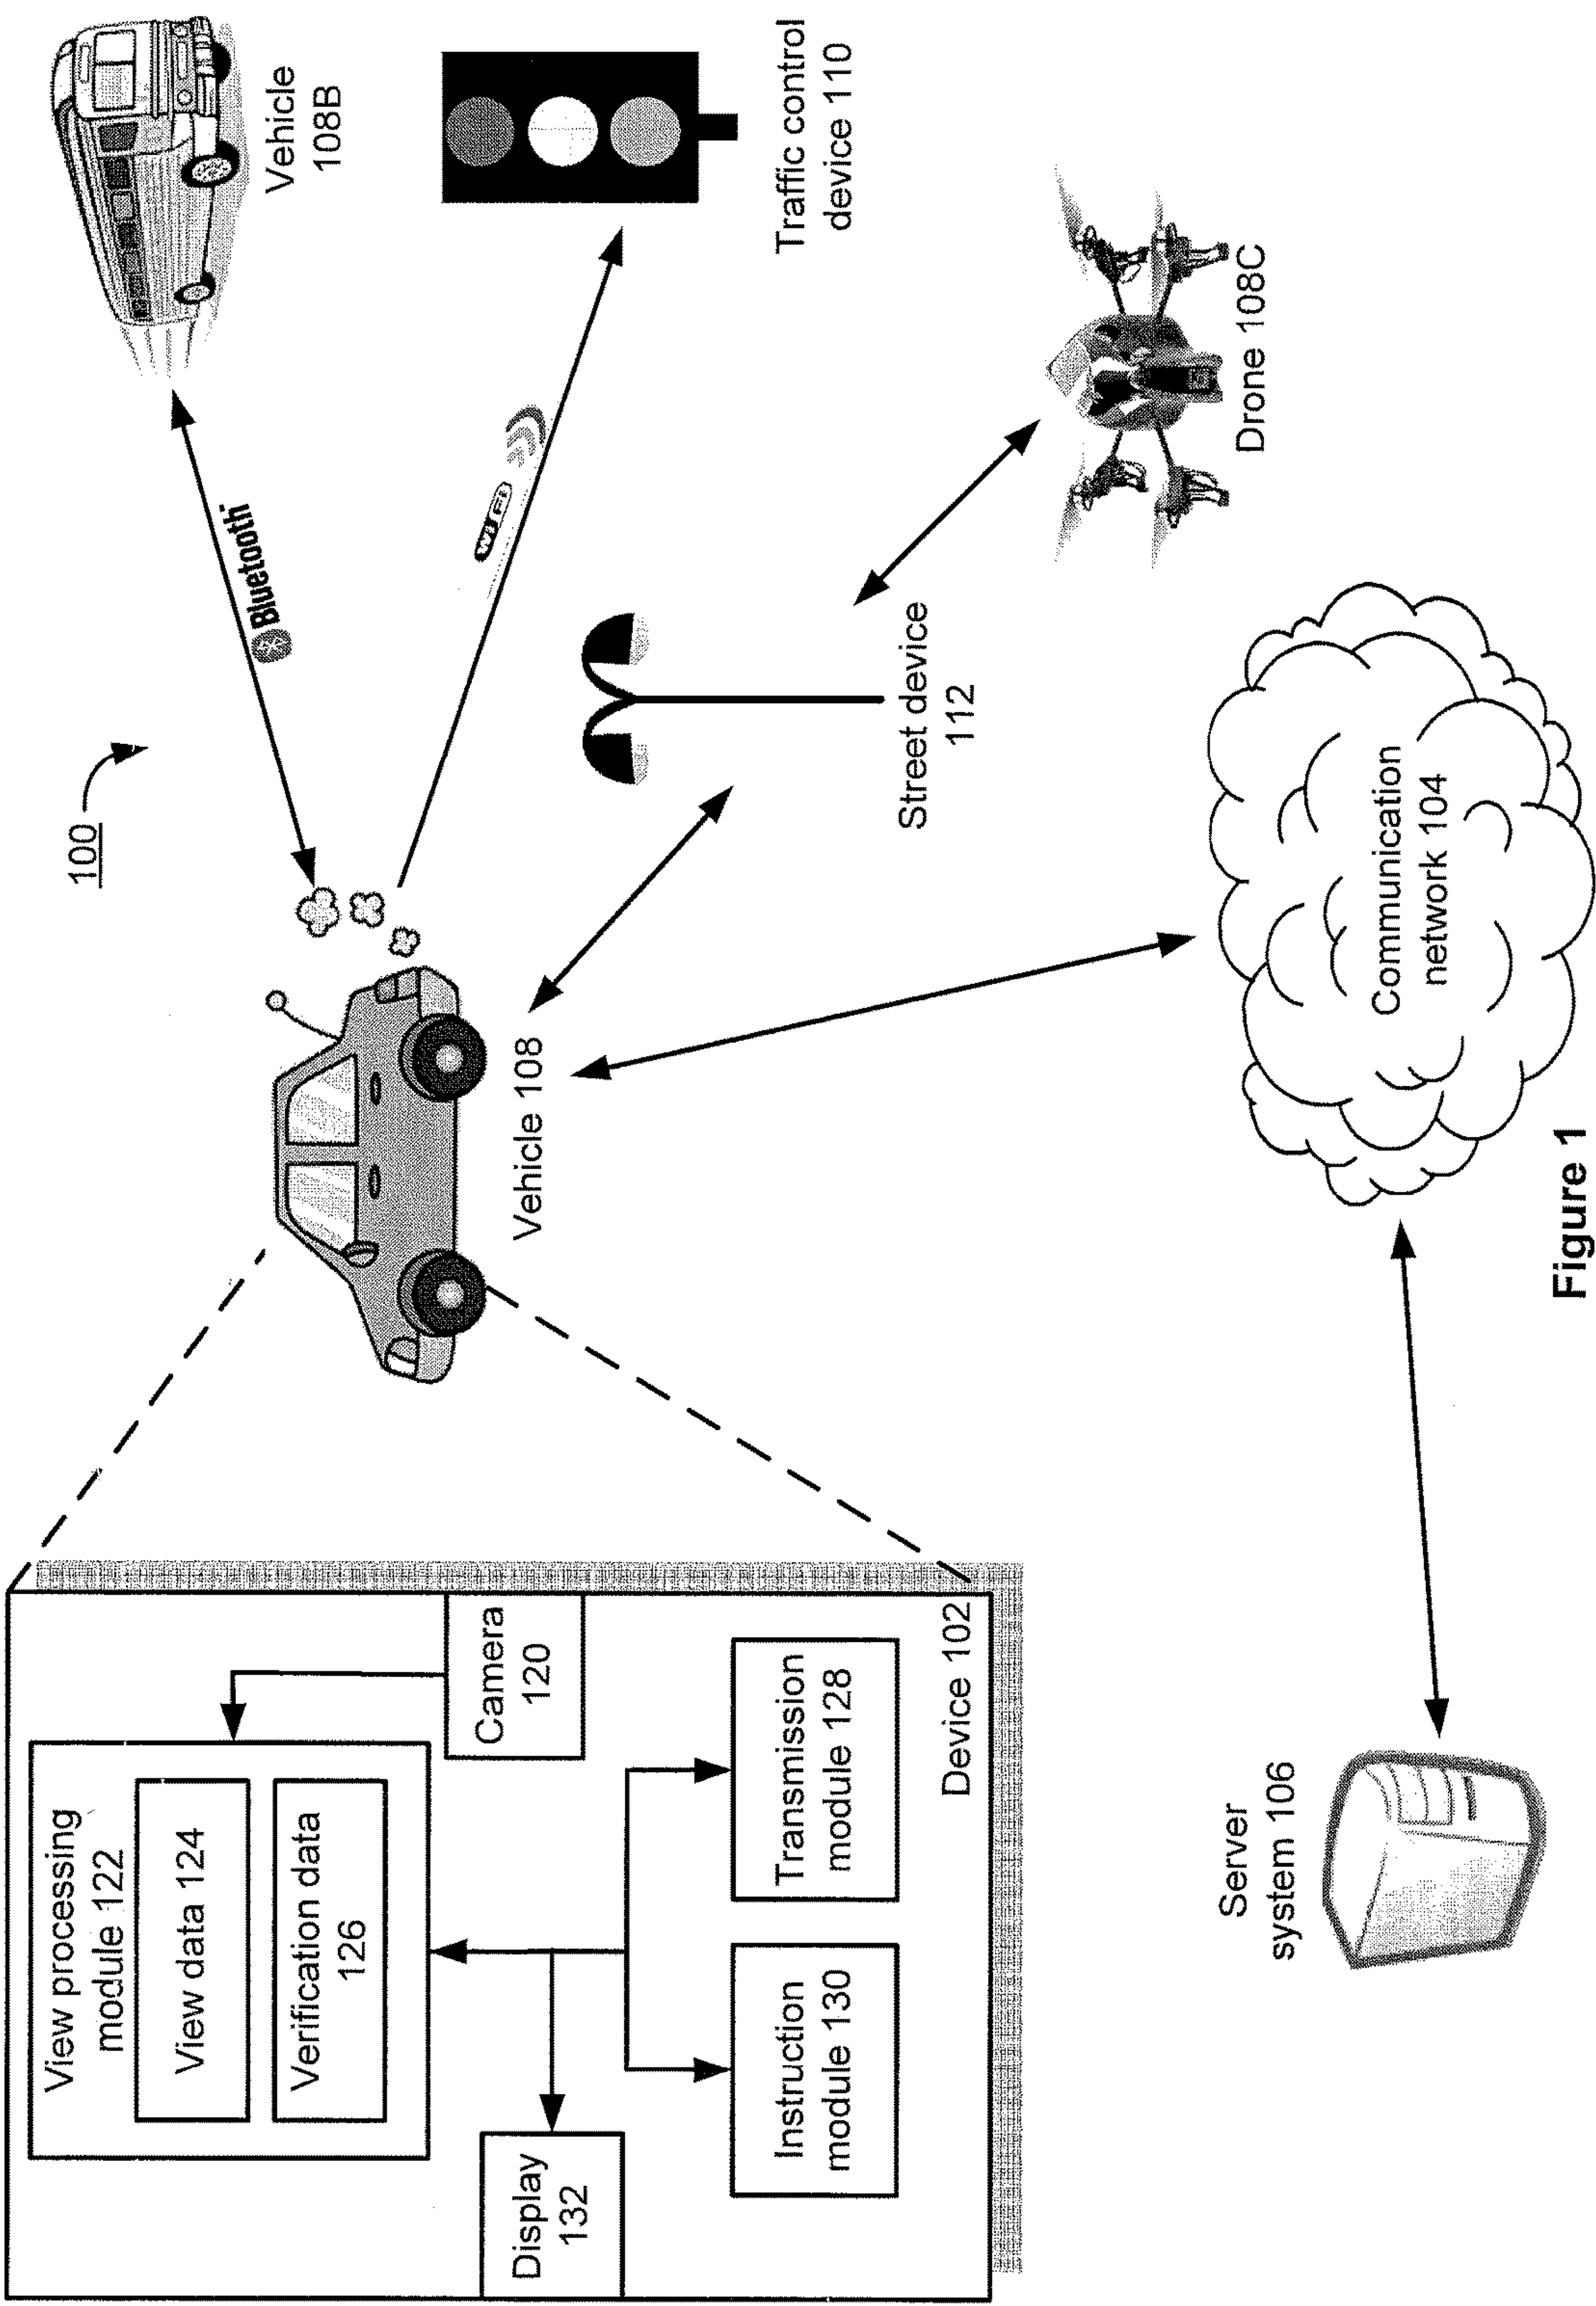 100
View processing
module 122
View data 124
Verification data
126
Camera
120
Display
132
Instruction
module 130
Transmission
module 128
Device 102
Vehicle 108
Bluetooth
Wi Fi
Vehicle
108B
Traffic control
device 110
Street device
112
Drone 108C
Communication
network 104
Server
system 106
Figure 1